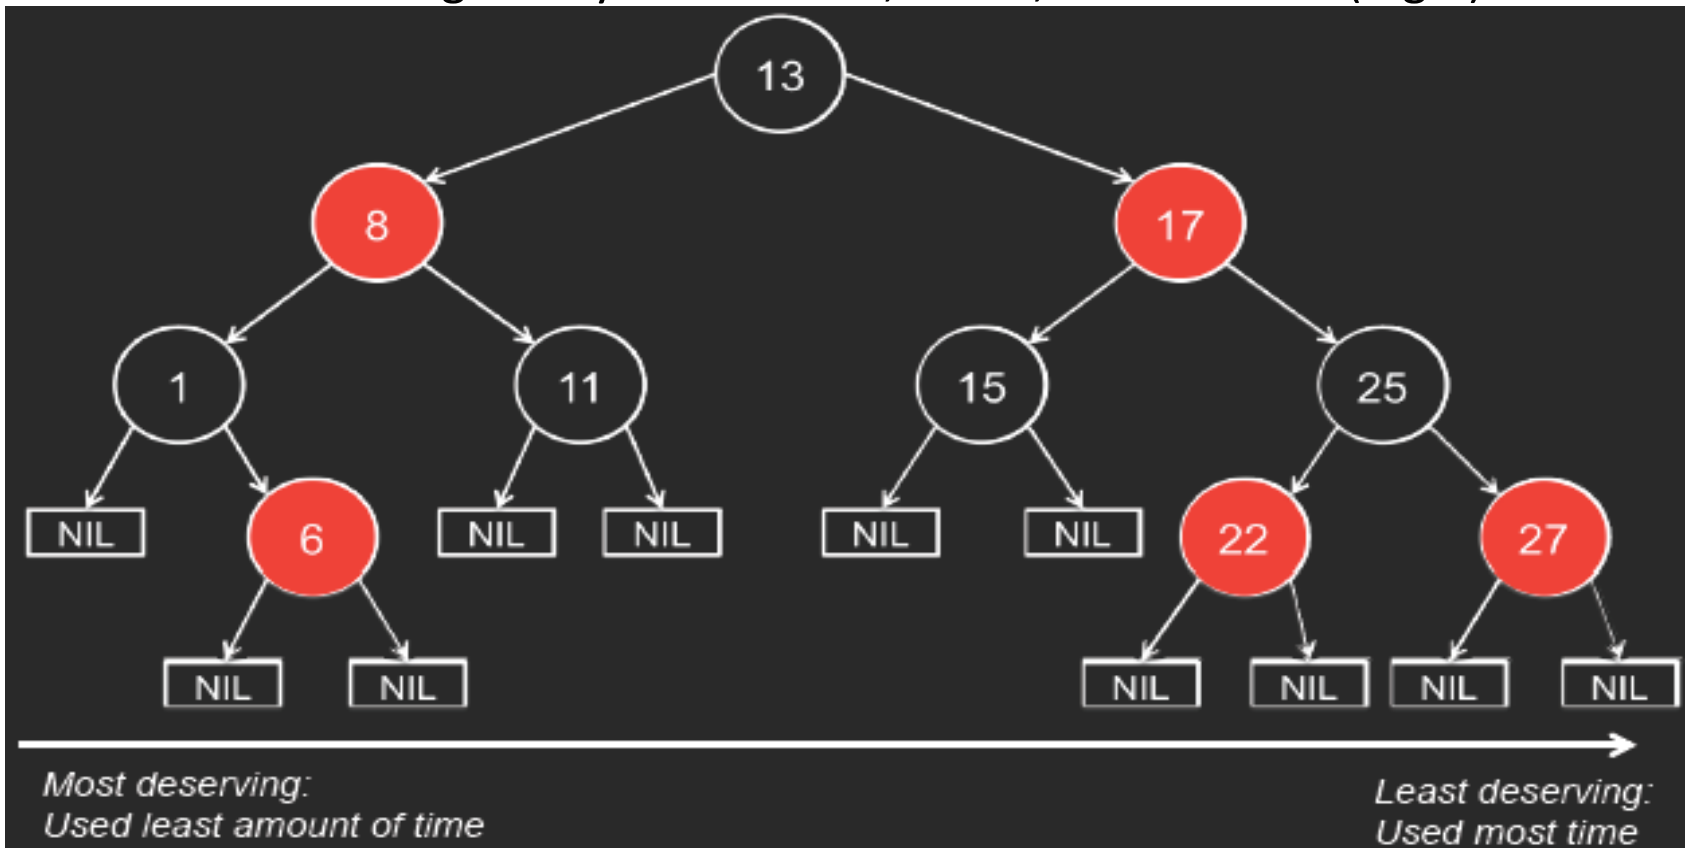 13
8
17
1
11
15
25
NIL
6
NIL
NIL
NIL
NIL
22
27
NIL
NIL
NIL
NIL
NIL
NIL
Most deserving:
Used least amount of time
Least deserving:
Used most time